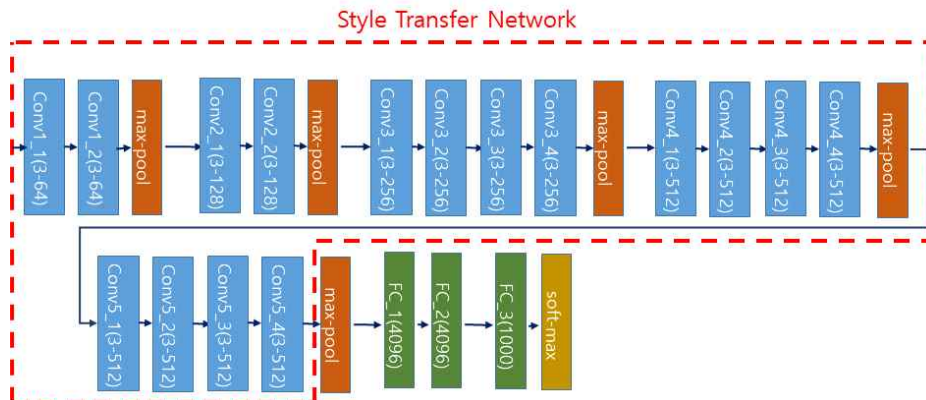 Style Transfer Network
Conv1_1(3-64)
Conv1_2(3-64)
max-pool
Conv2_1(3-128)
Conv2_2(3-128)
max-pool
Conv3_1(3-256)
Conv3_2(3-256)
Conv3_3(3-256)
Conv3_4(3-256)
max-pool
Conv4_1(3-512)
Conv4_2(3-512)
Conv4_3(3-512)
Conv4_4(3-512)
max-pool
Conv5_1(3-512)
Conv5_2(3-512)
Conv5_3(3-512)
Conv5_4(3-512)
max-pool
FC_1(4096)
FC_2(4096)
FC_3(1000)
soft-max